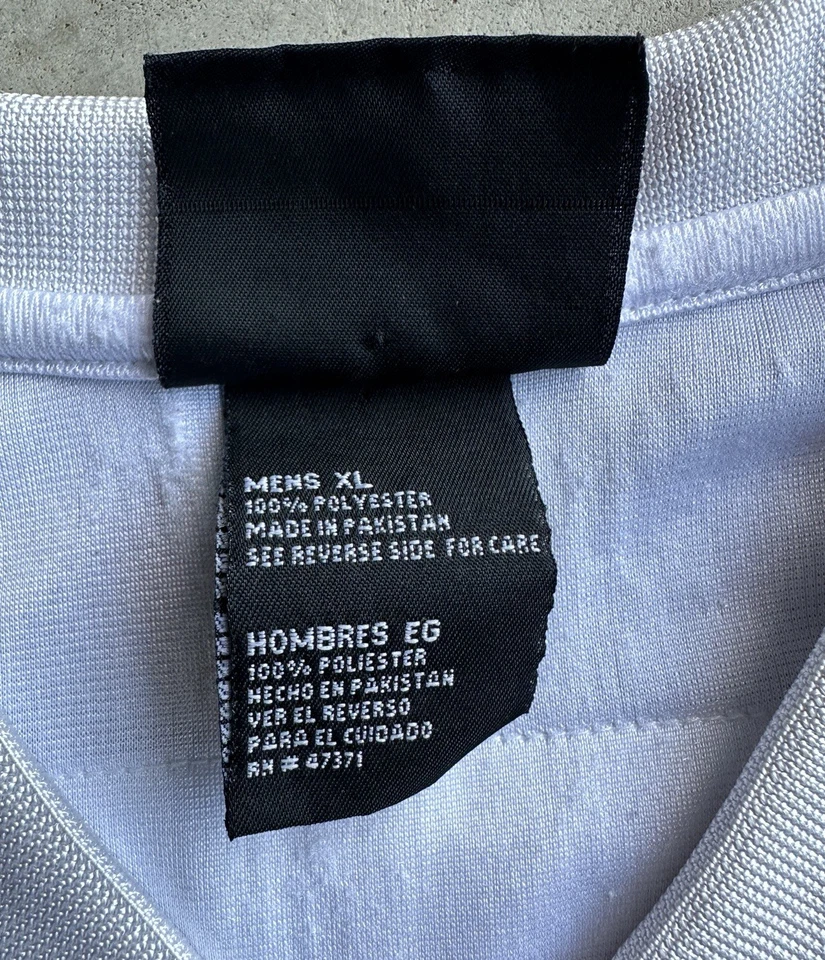 MENS XL
100% POLYESTER
MADE IN PAKISTAN
SEE REVERSE SIDE FOR CARE
HOMBRES EG
100% POLIESTER
HECHO EN PAKISTAN
VER EL REVERSO
PARA EL CUIDADO
RN # 47371